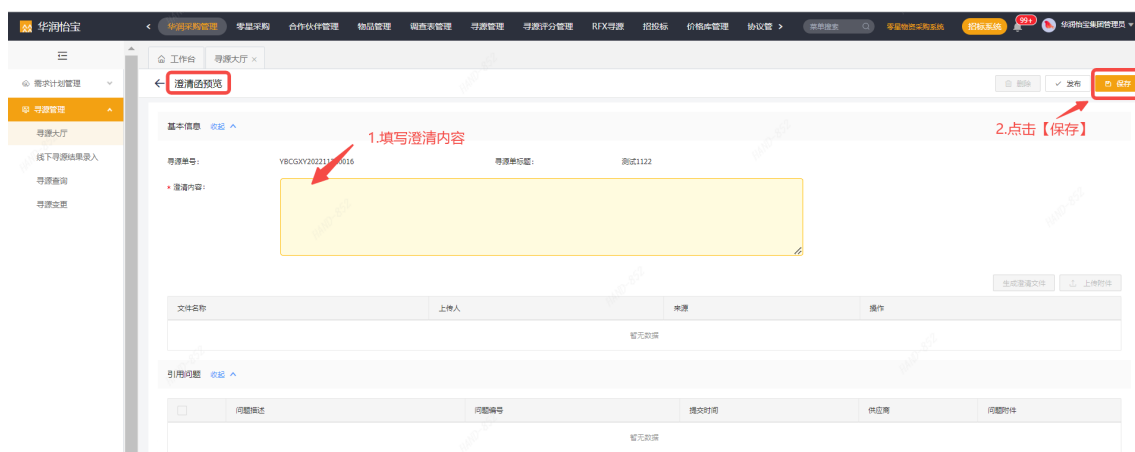 华润怡宝
华润采购管理 零星采购 合作伙伴管理 物品管理 调查表管理 寻源管理 寻源评分管理 RFX寻源 招投标 价格库管理 协议管 菜单搜索 零星物资采购系统 招标系统 99+ 华润怡宝集团管理员
工作台 寻源大厅 ×
需求计划管理
澄清函预览
删除 发布 保存
寻源管理
寻源大厅
线下寻源结果录入
寻源查询
寻源变更
基本信息 收起
1.填写澄清内容
2.点击【保存】
寻源单号: 寻源单标题: 测试1122
* 澄清内容:
生成澄清文件 上传附件
文件名称 上传人 来源 操作
暂无数据
引用问题 收起
问题描述 问题编号 提交时间 供应商 问题附件
暂无数据